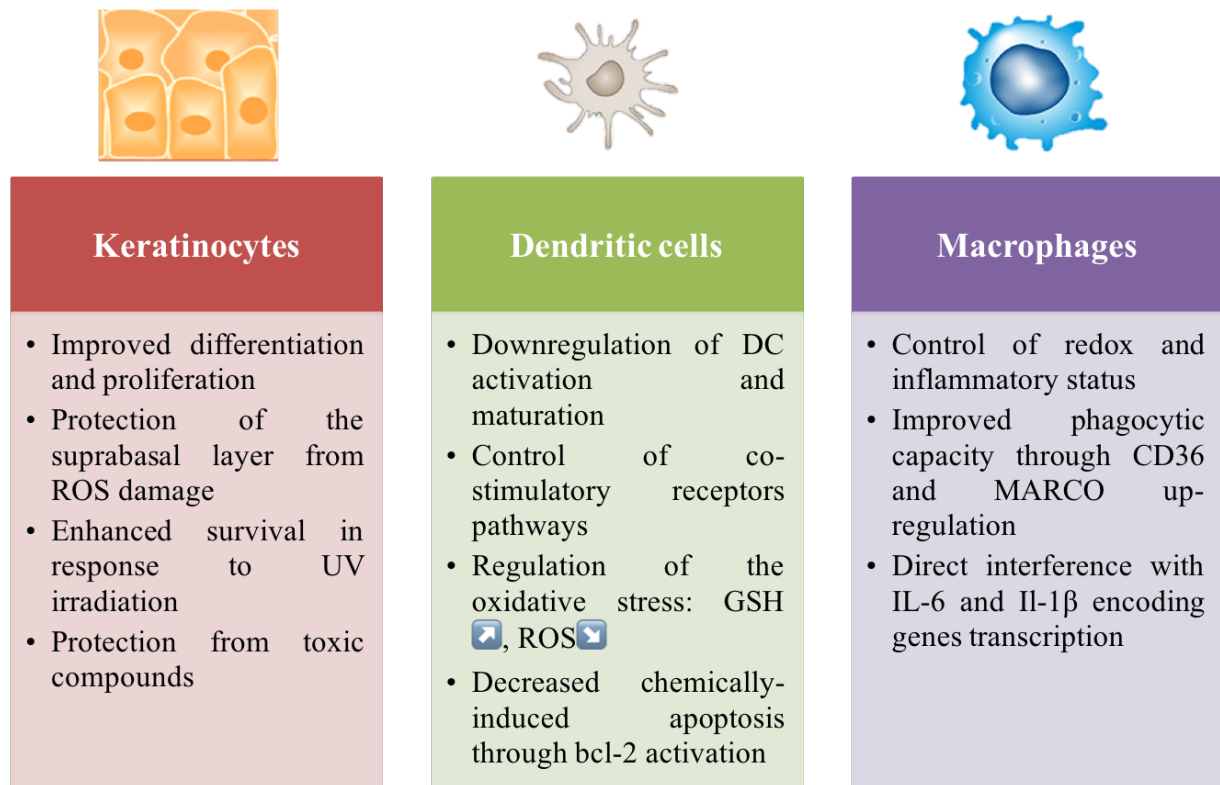 Keratinocytes
• Improved differentiation
and proliferation
• Protection of the
suprabasal layer from
ROS damage
• Enhanced survival in
response to UV
irradiation
• Protection from toxic
compounds
Dendritic cells
• Downregulation of DC
activation and
maturation
• Control of co-
stimulatory receptors
pathways
• Regulation of the
oxidative stress: GSH
↗, ROS↘
• Decreased chemically-
induced apoptosis
through bcl-2 activation
Macrophages
• Control of redox and
inflammatory status
• Improved phagocytic
capacity through CD36
and MARCO up-
regulation
• Direct interference with
IL-6 and Il-1β encoding
genes transcription